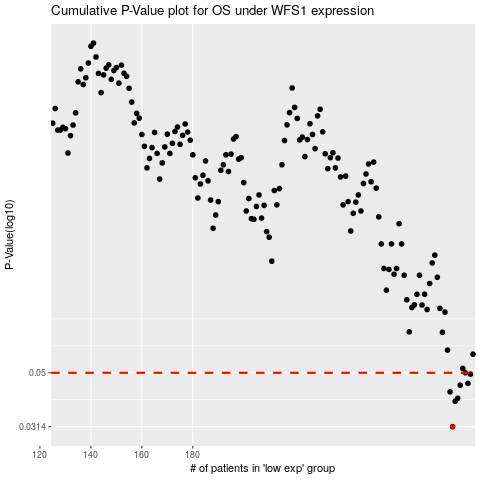 Cumulative P-Value plot for OS under WFS1 expression
P-Value(log10)
0.05
0.0314
120 140 160 180
# of patients in 'low exp' group